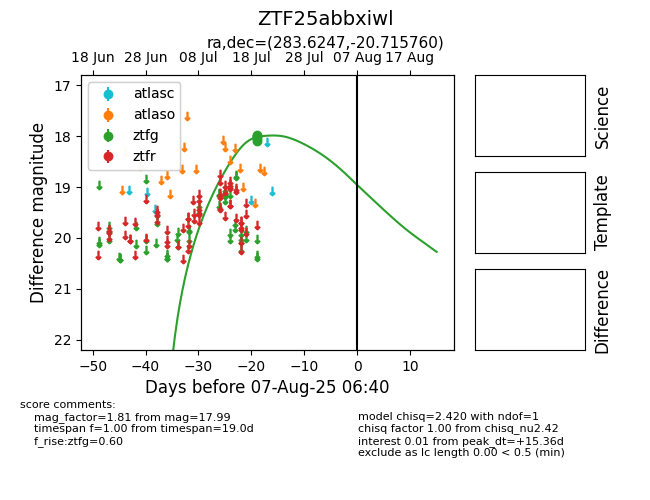 ZTF25abbxiwl
ra,dec=(283.6247,-20.715760)
18 Jun 28 Jun 08 Jul 18 Jul 28 Jul 07 Aug 17 Aug
17
18
19
20
21
22
Difference magnitude
atlasc
atlaso
ztfg
ztfr
−50 −40 −30 −20 −10 0 10
Days before 07-Aug-25 06:40
Science
Template
Difference
score comments:
mag_factor=1.81 from mag=17.99
timespan f=1.00 from timespan=19.0d
f_rise:ztfg=0.60
model chisq=2.420 with ndof=1
chisq factor 1.00 from chisq_nu2.42
interest 0.01 from peak_dt=+15.36d
exclude as lc length 0.00 < 0.5 (min)